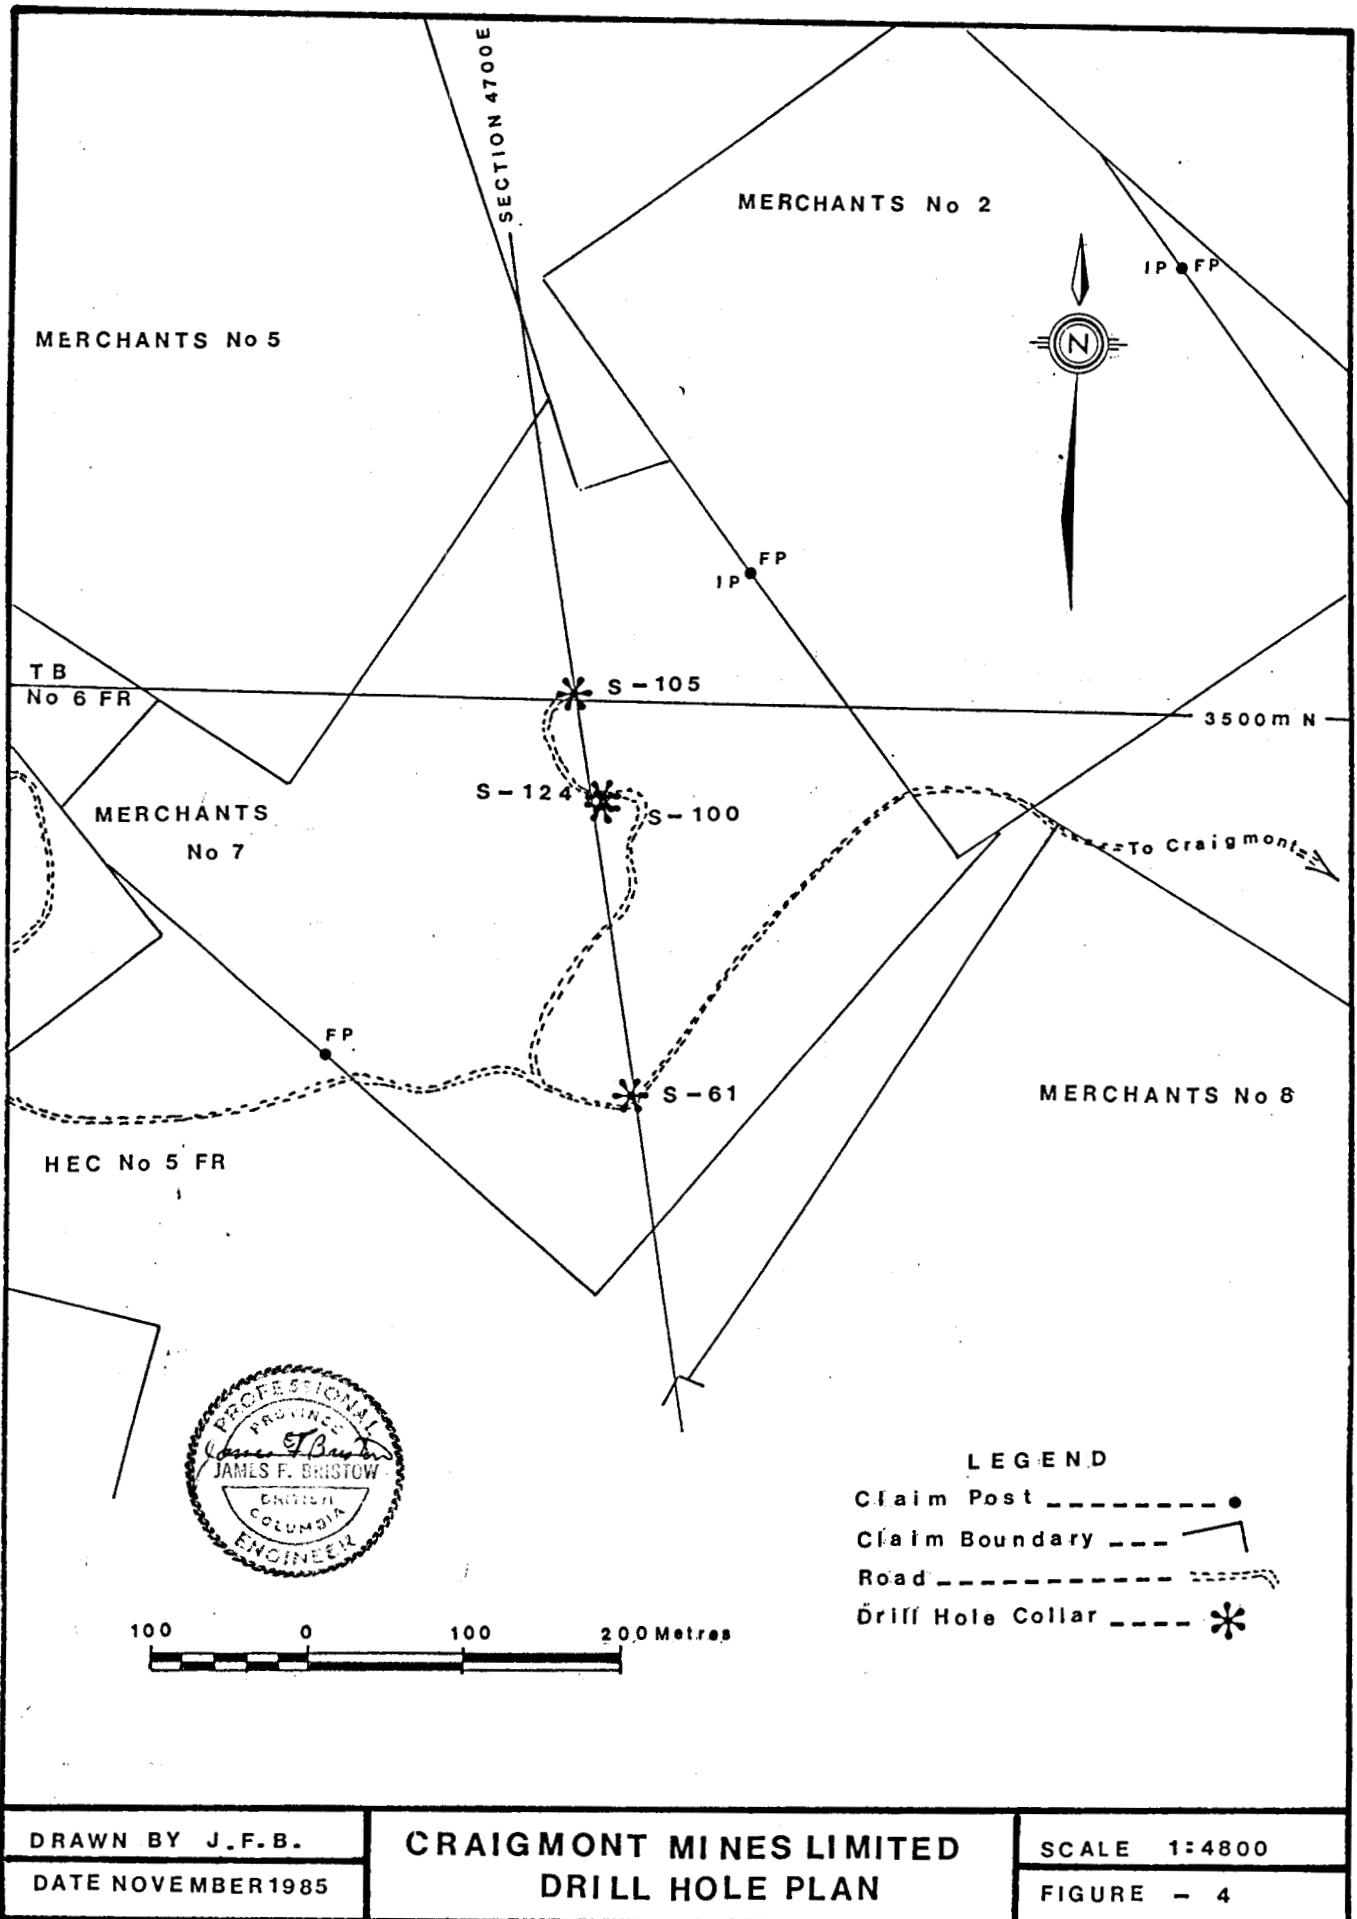 SECTION 4700E
MERCHANTS No 2
IP FP
MERCHANTS No 5
N
FP
IP
TB
No 6 FR
S-105
3500m N
S-124
S-100
MERCHANTS
No 7
To Craigmont
FP
S-61
MERCHANTS No 8
HEC No 5 FR
PROFESSIONAL
PROVINCE
James F Bristow
JAMES F. BRISTOW
BRITISH
COLUMBIA
ENGINEER
LEGEND
Claim Post
Claim Boundary
Road
Drill Hole Collar
100 0 100 200 Metres
DRAWN BY J.F.B.
DATE NOVEMBER 1985
CRAIGMONT MINES LIMITED
DRILL HOLE PLAN
SCALE 1:4800
FIGURE - 4